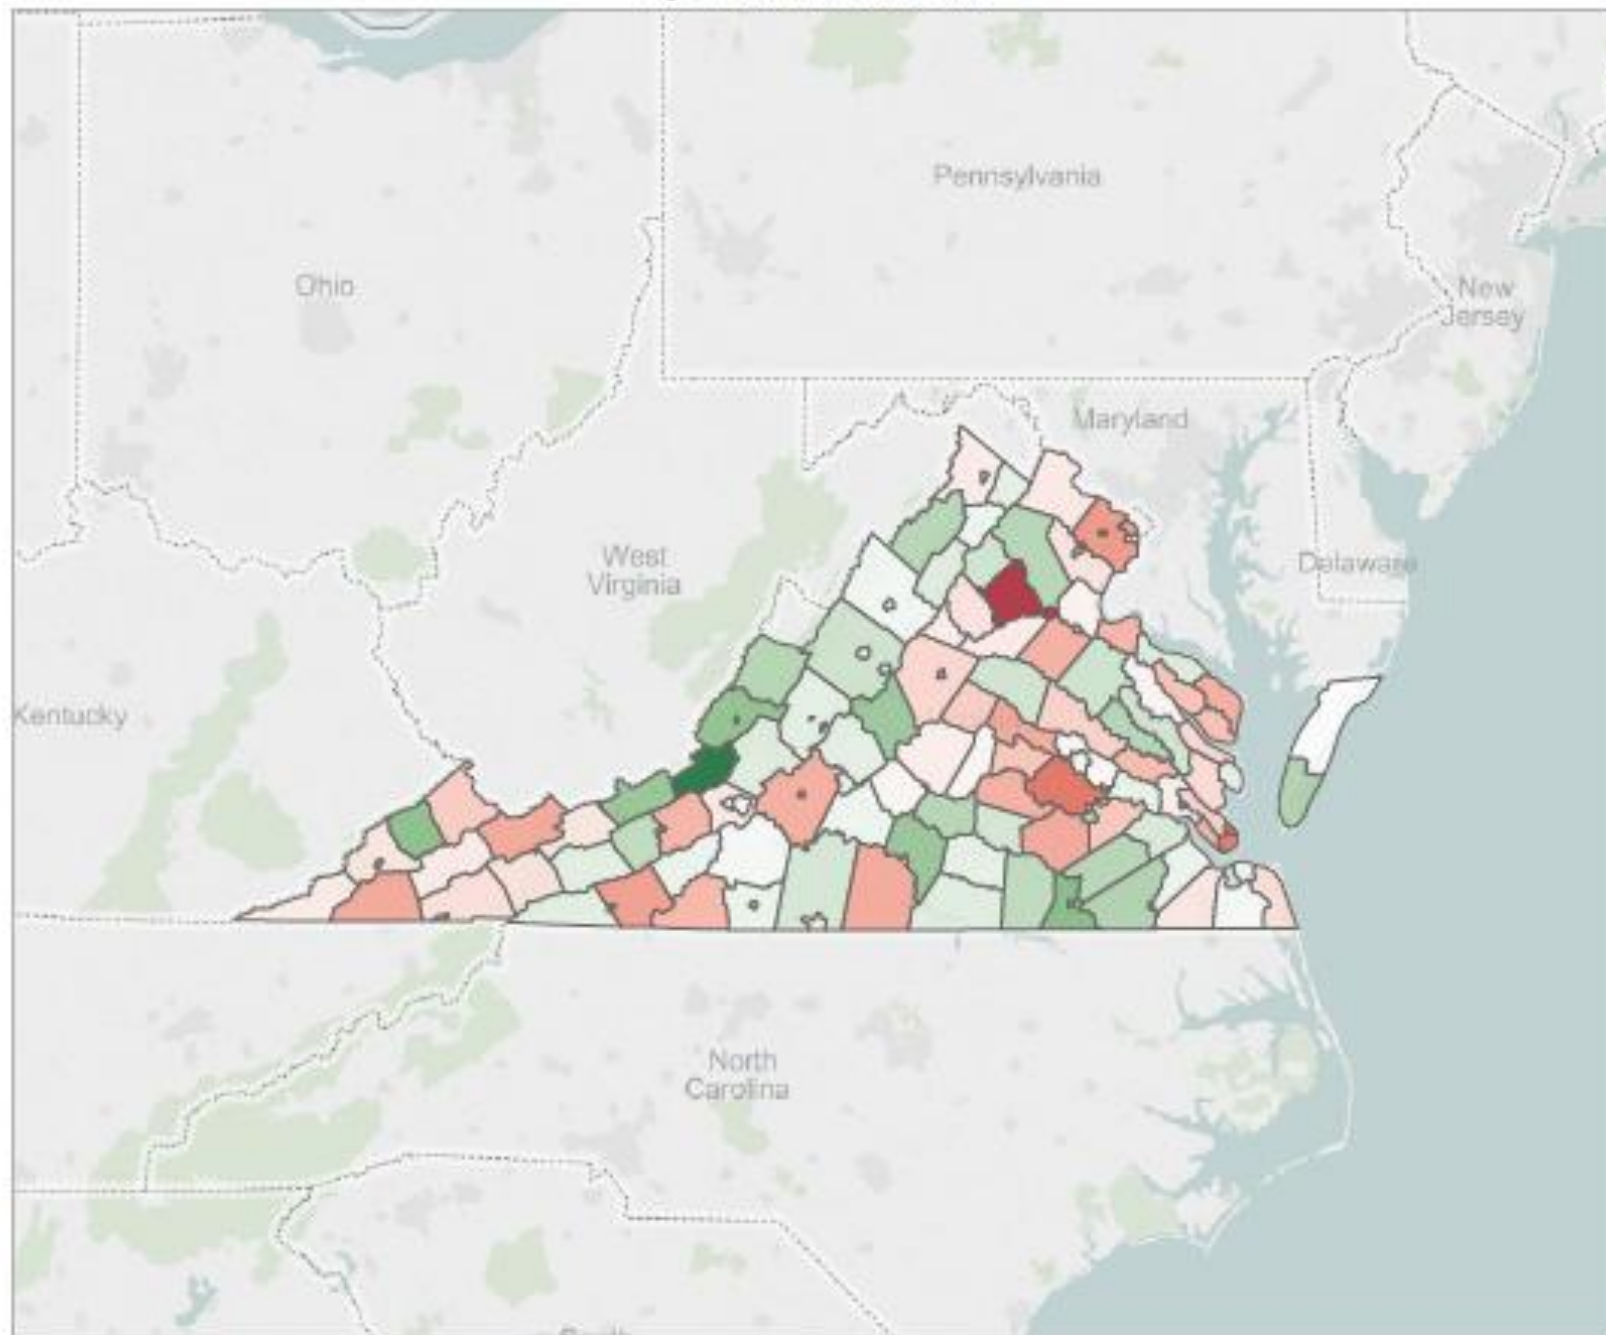 Pennsylvania
Ohio
New
Jersey
Maryland
West
Virginia
Delaware
Kentucky
North
Carolina